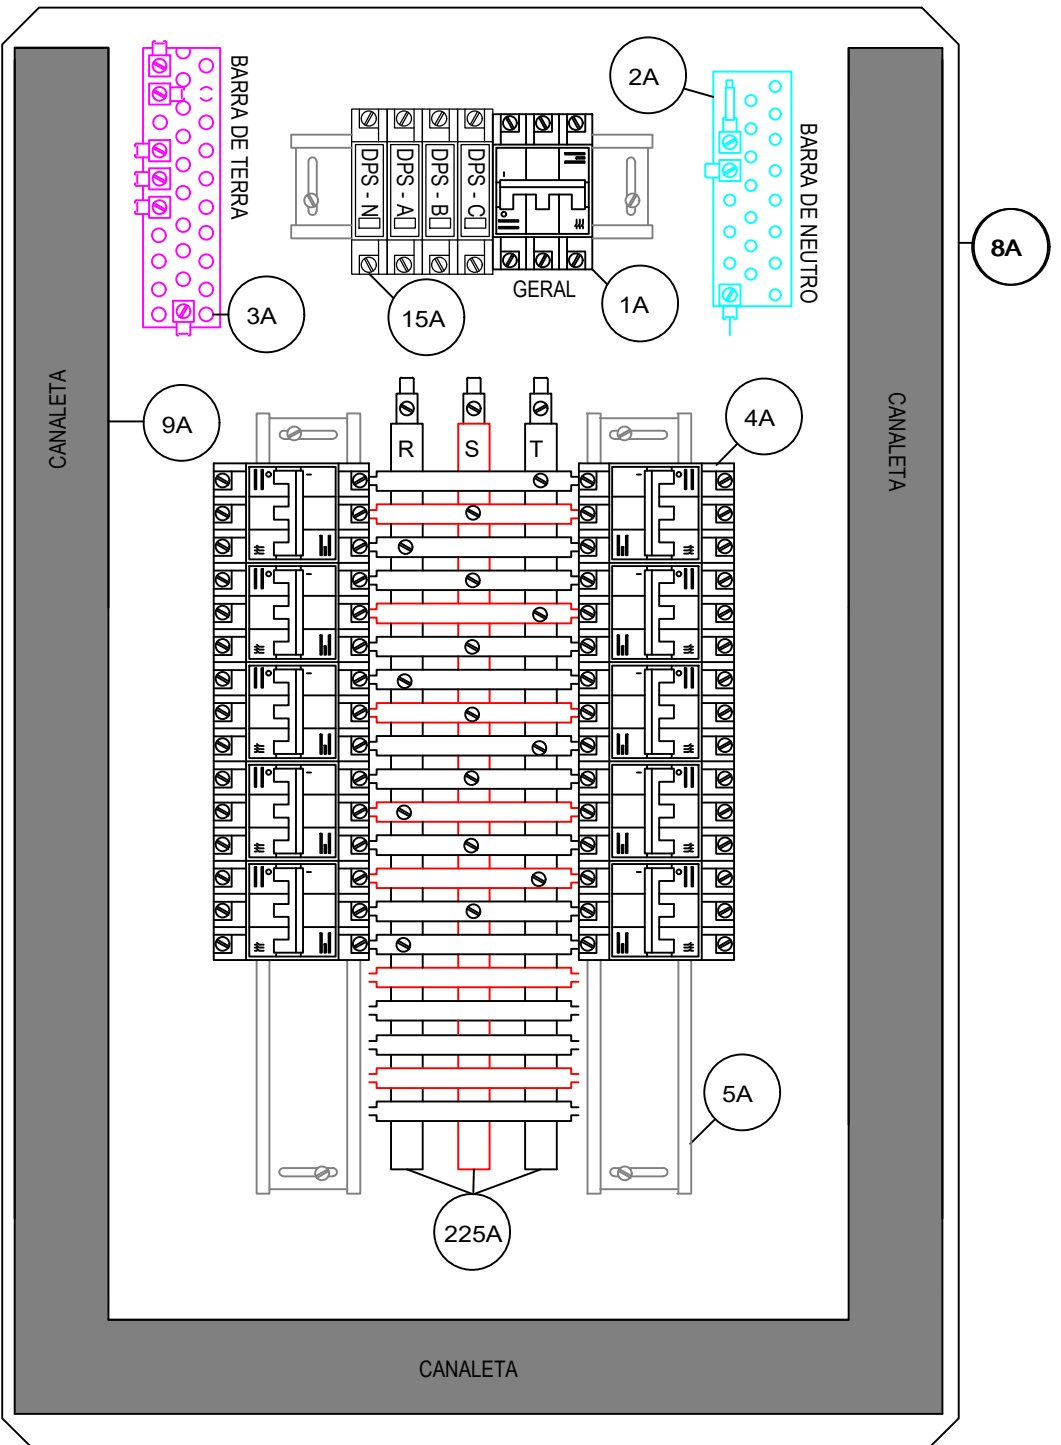 BARRA DE TERRA
2A
BARRA DE NEUTRO
DPS - N
DPS - A
DPS - B
DPS - C
8A
GERAL
3A
15A
1A
CANALETA
9A
4A
CANALETA
R
S
T
5A
225A
CANALETA